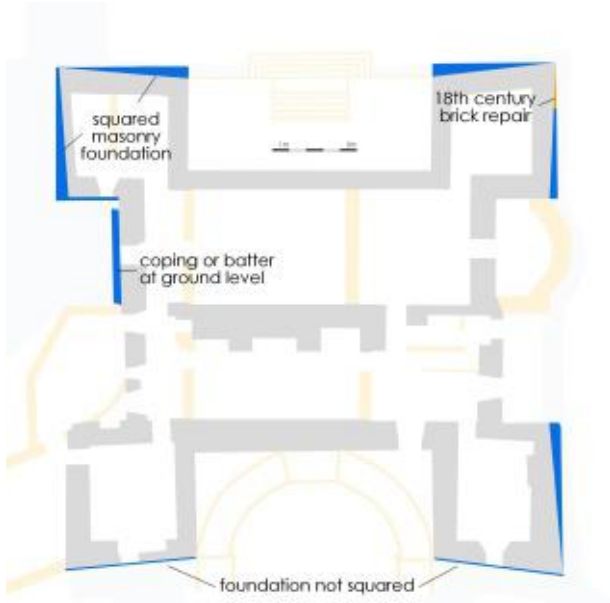 squared
masonry
foundation
18th century
brick repair
coping or batter
at ground level
foundation not squared